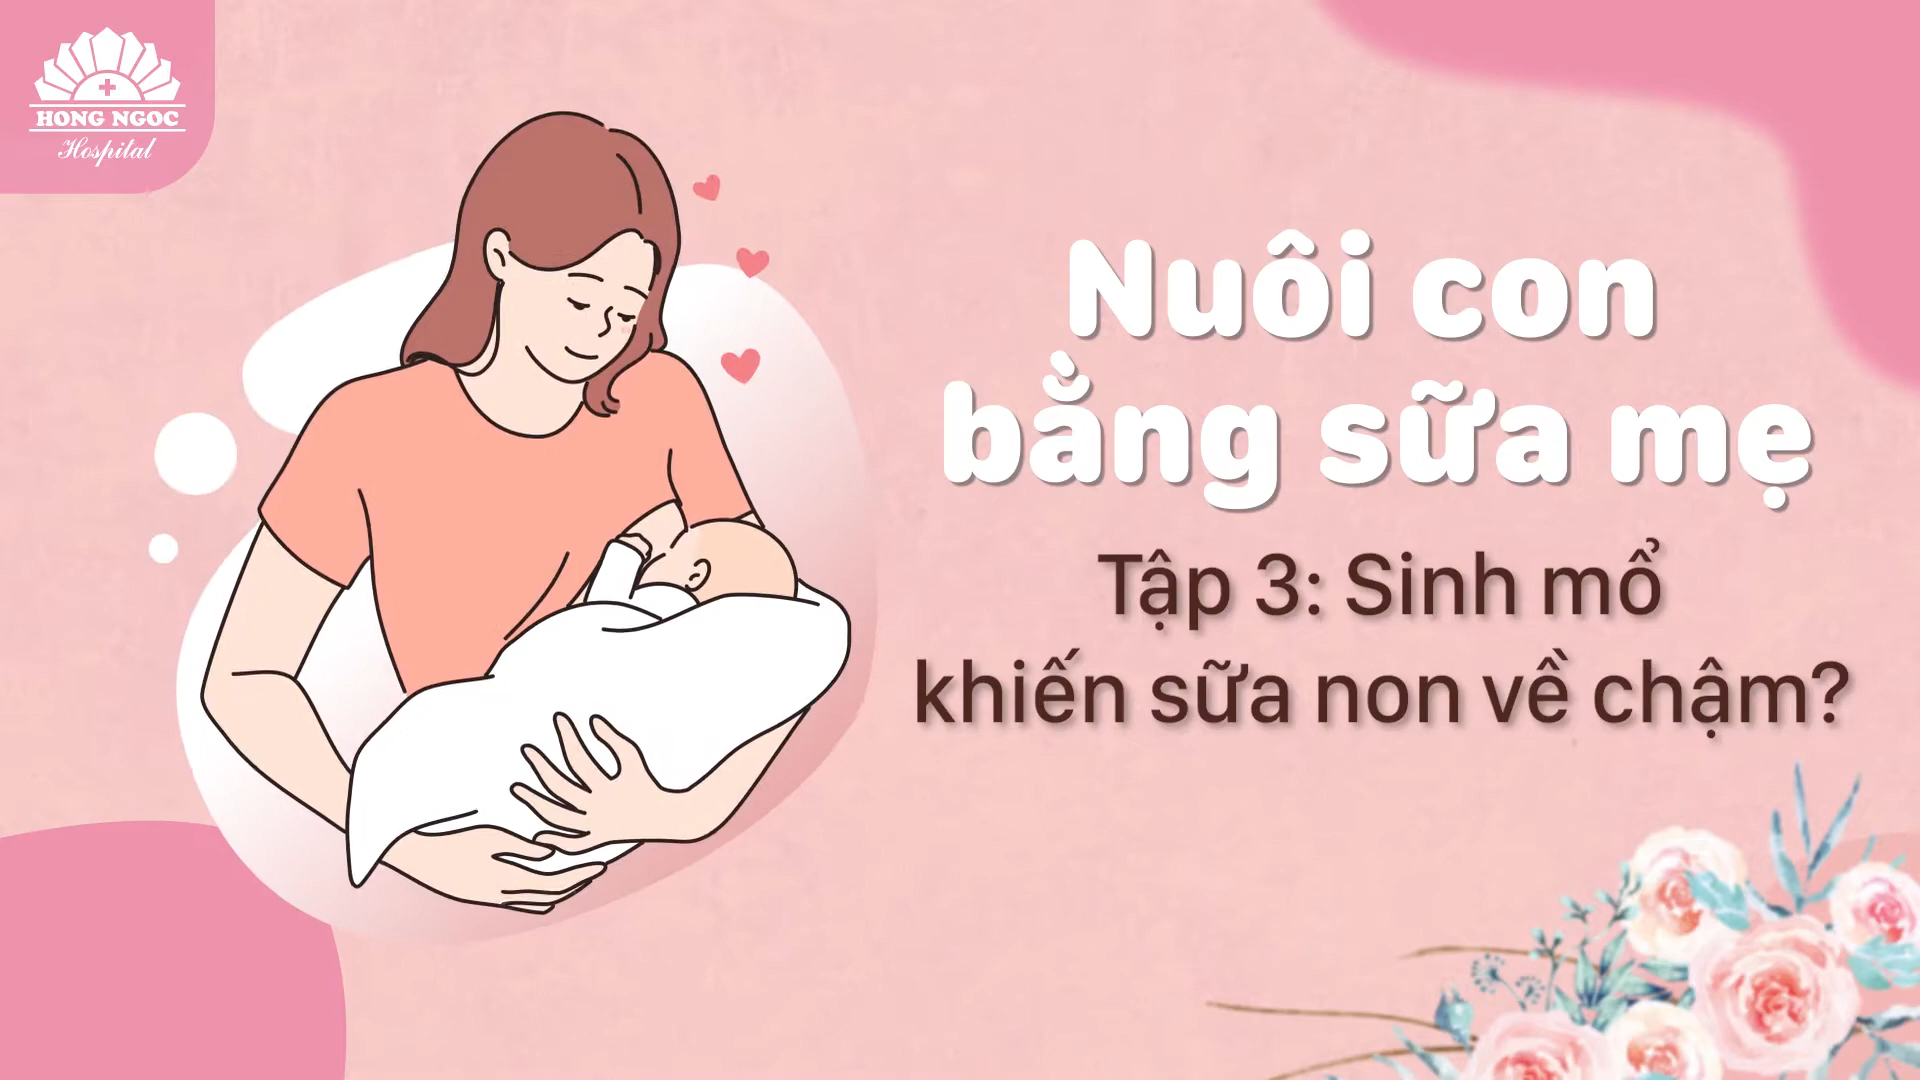 HONG NGOC
Hospital
Nuôi con
bằng sữa mẹ
Tập 3: Sinh mổ
khiến sữa non về chậm?